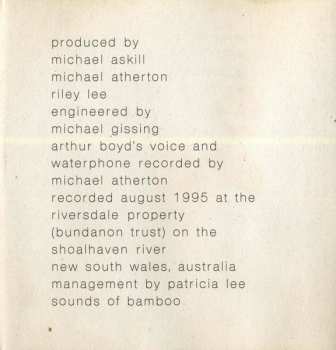 produced by
michael askill
michael atherton
riley lee
engineered by
michael gissing
arthur boyd's voice and
waterphone recorded by
michael atherton
recorded august 1995 at the
riversdale property
(bundanon trust) on the
shoalhaven river
new south wales, australia
management by patricia lee
sounds of bamboo